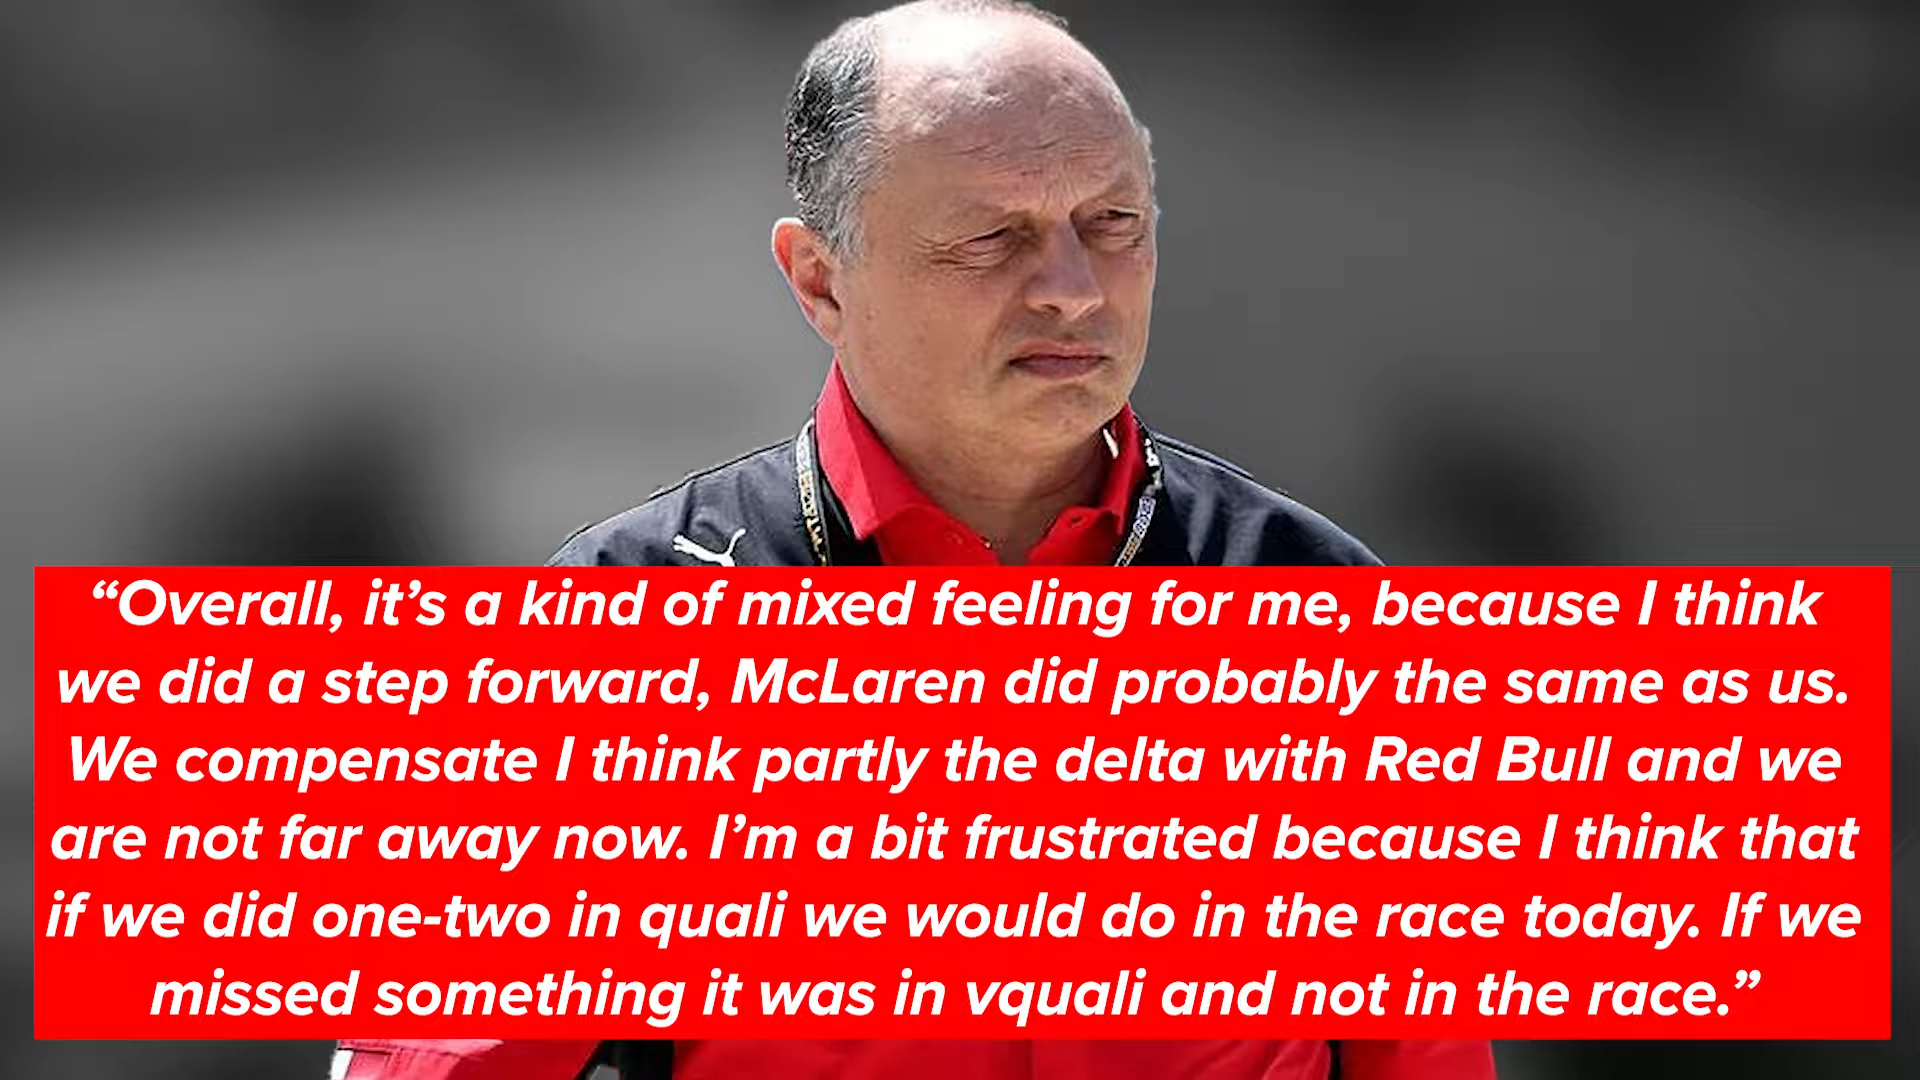 “Overall, it’s a kind of mixed feeling for me, because I think
we did a step forward, McLaren did probably the same as us.
We compensate I think partly the delta with Red Bull and we
are not far away now. I’m a bit frustrated because I think that
if we did one-two in quali we would do in the race today. If we
missed something it was in vquali and not in the race.”